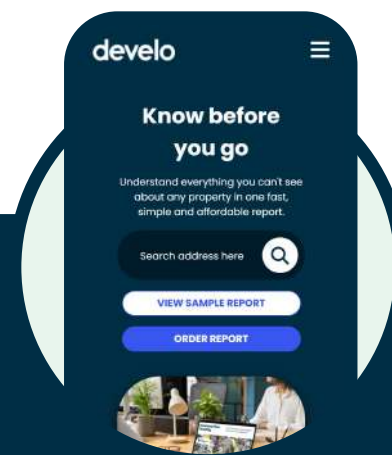 develo
Know before
you go
Understand everything you can't see
about any property in one fast,
simple and affordable report.
Search address here
VIEW SAMPLE REPORT
ORDER REPORT